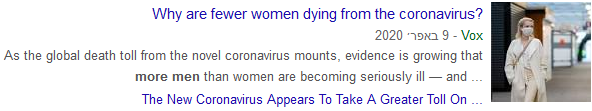 Why are fewer women dying from the coronavirus?
Vox - 9 באפר׳ 2020
As the global death toll from the novel coronavirus mounts, evidence is growing that
more men than women are becoming seriously ill — and ...
The New Coronavirus Appears To Take A Greater Toll On ...